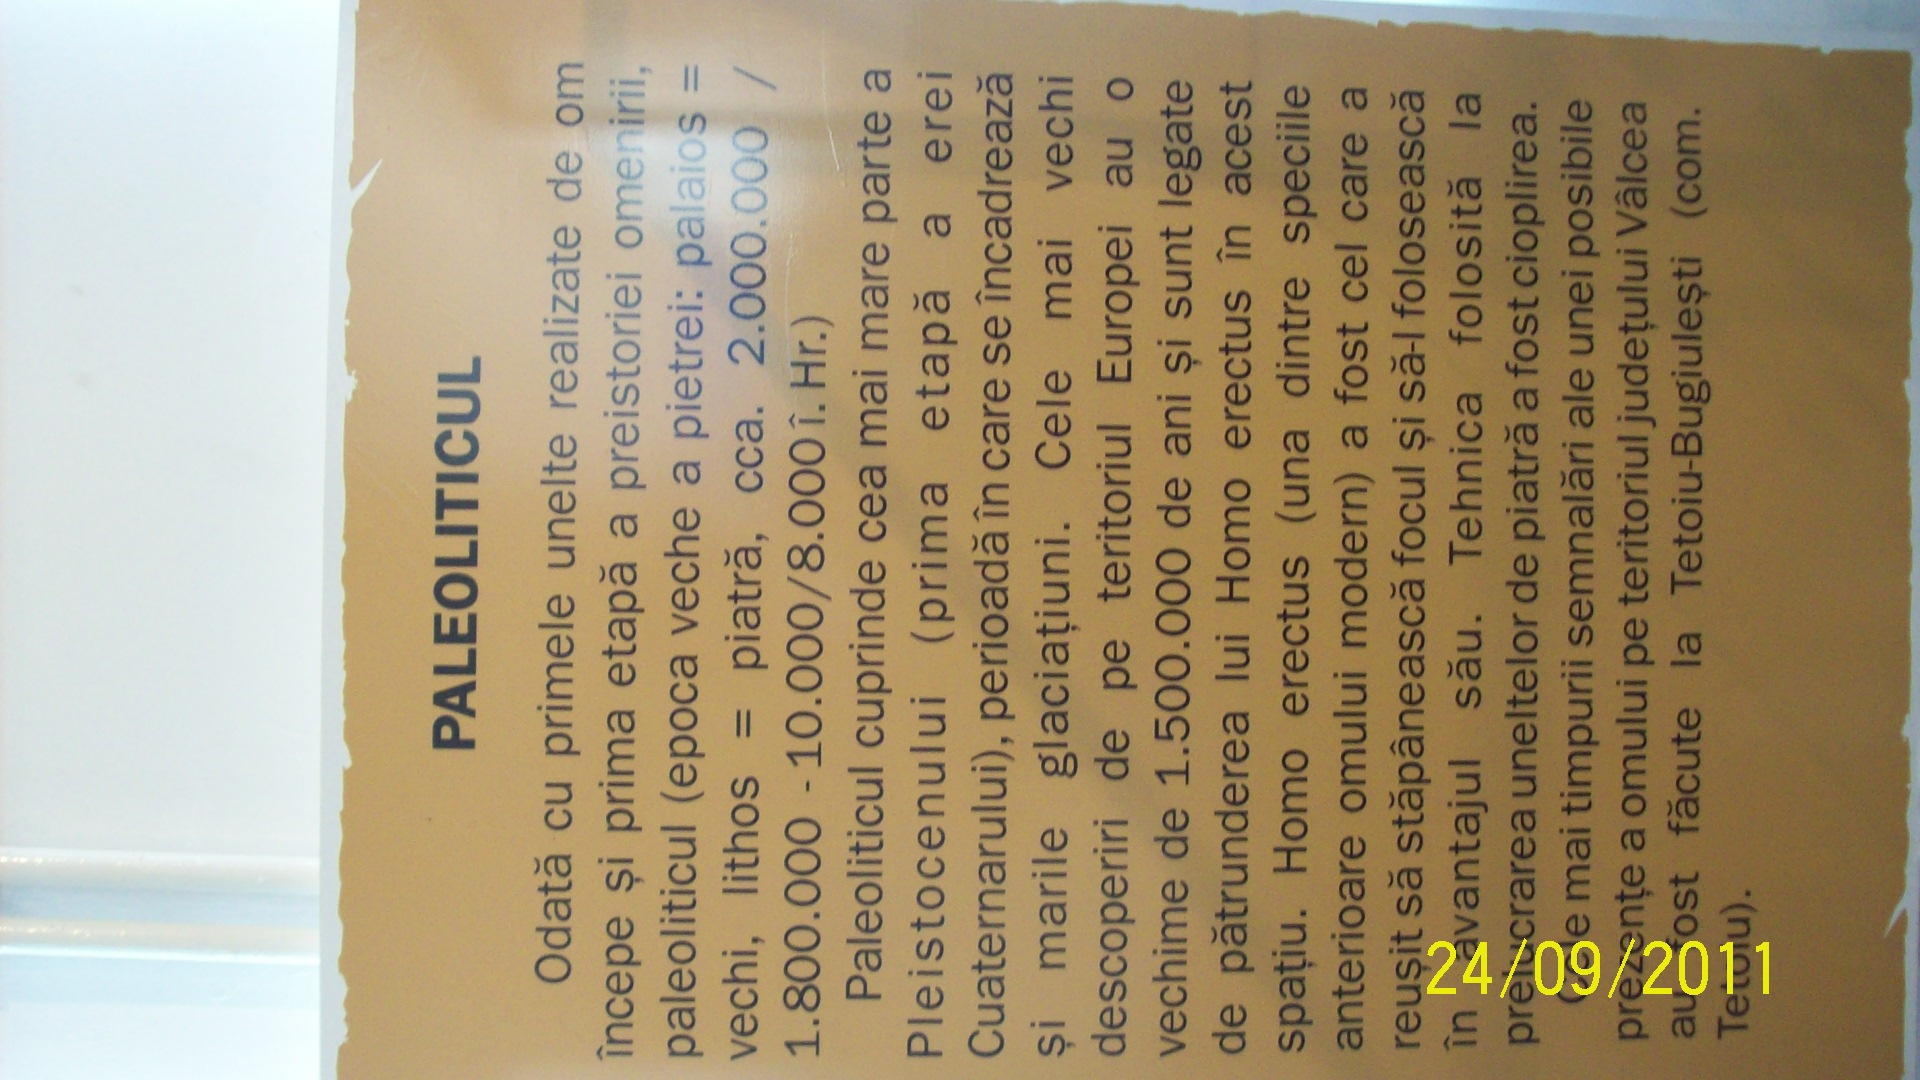 PALEOLITICUL
Odată cu primele unelte realizate de om
începe și prima etapă a preistoriei omenirii,
paleoliticul (epoca veche a pietrei: palaios =
vechi, lithos = piatră, cca. 2.000.000 /
1.800.000 - 10.000/8.000 î. Hr.)
Paleoliticul cuprinde cea mai mare parte a
Pleistocenului (prima etapă a erei
Cuaternarului), perioadă în care se încadrează
și marile glaciațiuni. Cele mai vechi
descoperiri de pe teritoriul Europei au o
vechime de 1.500.000 de ani și sunt legate
de pătrunderea lui Homo erectus în acest
spațiu. Homo erectus (una dintre speciile
anterioare omului modern) a fost cel care a
reușit să stăpânească focul și să-l folosească
în avantajul său. Tehnica folosită la
prelucrarea uneltelor de piatră a fost cioplirea.
Cele mai timpurii semnalări ale unei posibile
prezențe a omului pe teritoriul județului Vâlcea
au fost făcute la Tetoiu-Bugiulești (com.
Tetoiu).
24/09/2011